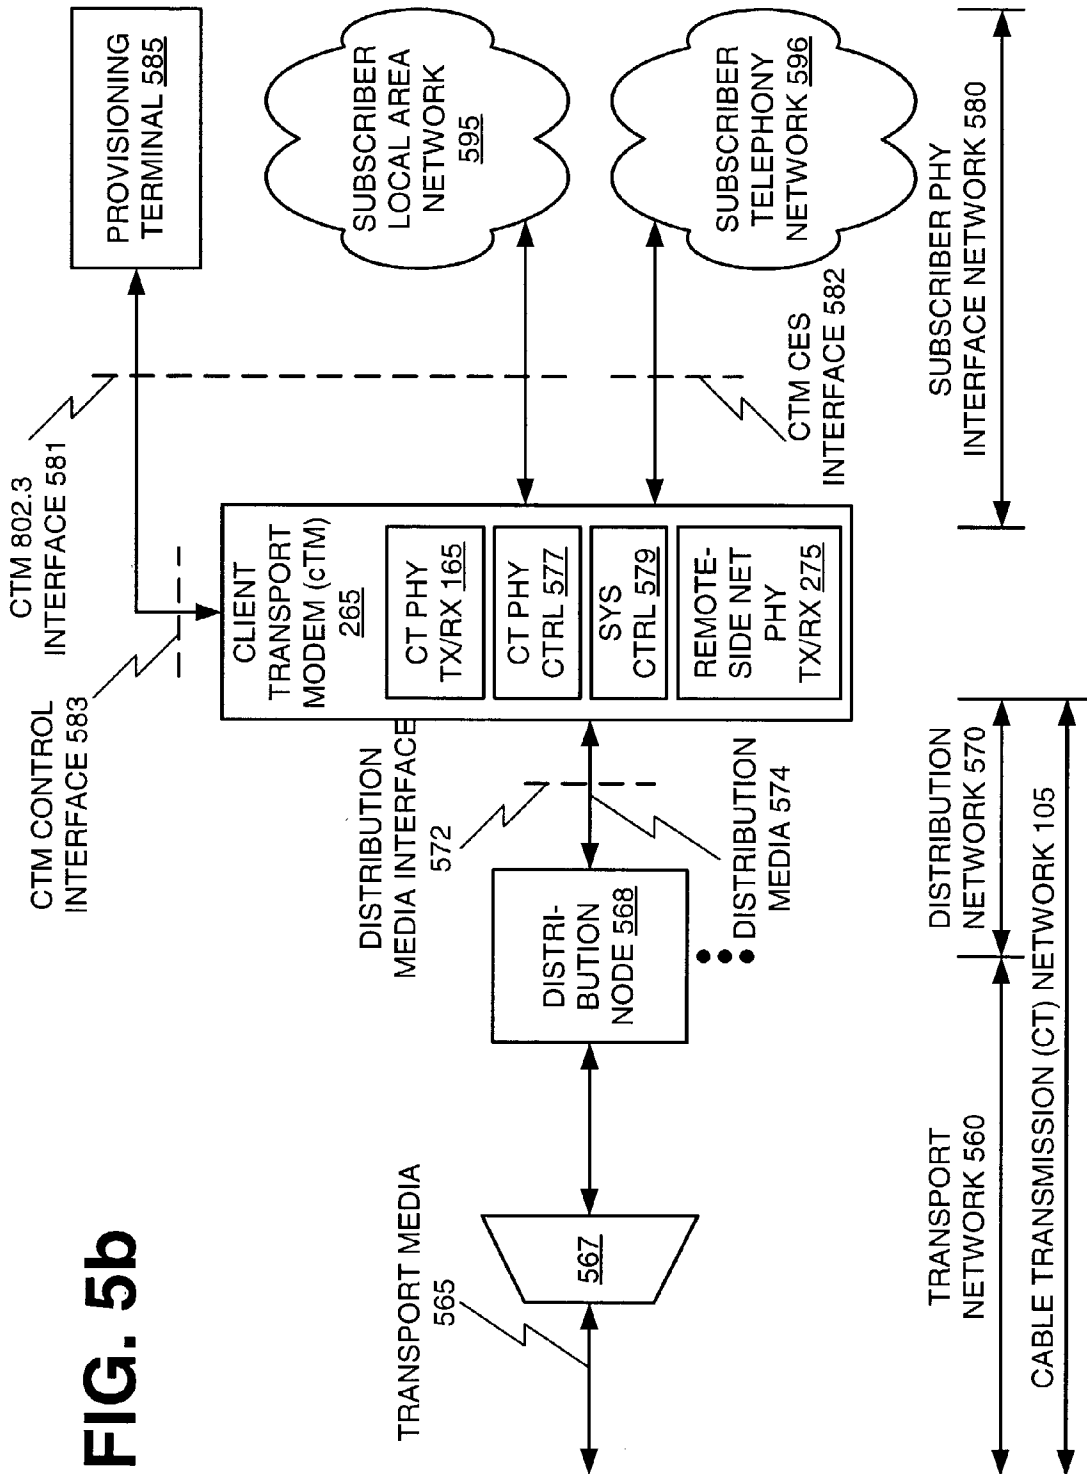 FIG. 5b
TRANSPORT MEDIA
565
567
DISTRI-
BUTION
NODE 568
DISTRIBUTION
MEDIA INTERFACE
572
DISTRIBUTION
MEDIA 574
CTM CONTROL
INTERFACE 583
CTM 802.3
INTERFACE 581
CLIENT
TRANSPORT
MODEM (cTM)
265
CT PHY
TX/RX 165
CT PHY
CTRL 577
SYS
CTRL 579
REMOTE-
SIDE NET
PHY
TX/RX 275
CTM CES
INTERFACE 582
PROVISIONING
TERMINAL 585
SUBSCRIBER
LOCAL AREA
NETWORK
595
SUBSCRIBER
TELEPHONY
NETWORK 596
TRANSPORT
NETWORK 560
DISTRIBUTION
NETWORK 570
SUBSCRIBER PHY
INTERFACE NETWORK 580
CABLE TRANSMISSION (CT) NETWORK 105